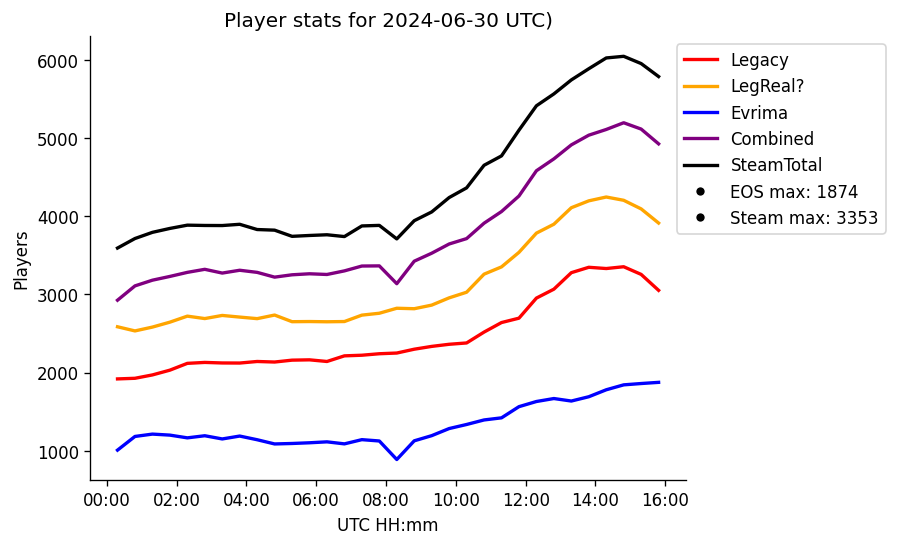 Player stats for 2024-06-30 UTC)
6000
5000
4000
3000
2000
1000
Players
00:00 02:00 04:00 06:00 08:00 10:00 12:00 14:00 16:00
UTC HH:mm
Legacy
LegReal?
Evrima
Combined
SteamTotal
EOS max: 1874
Steam max: 3353